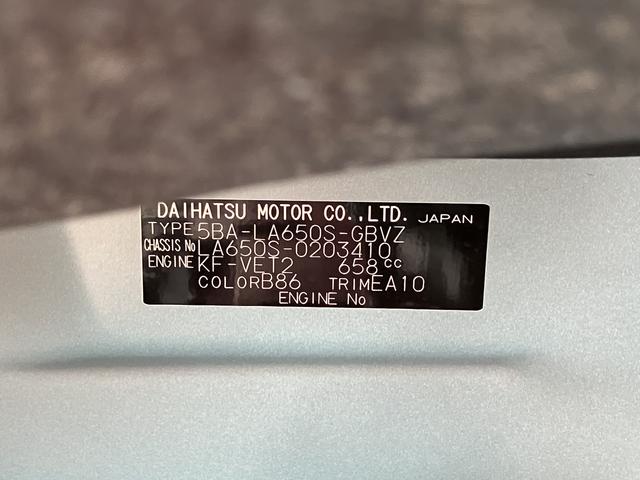 DAIHATSU MOTOR CO.,LTD. JAPAN
TYPE 5BA-LA650S-GBVZ
CHASSIS No LA650S-0203410
ENGINE KF-VET2 658 cc
COLOR B86 TRIM EA10
ENGINE No